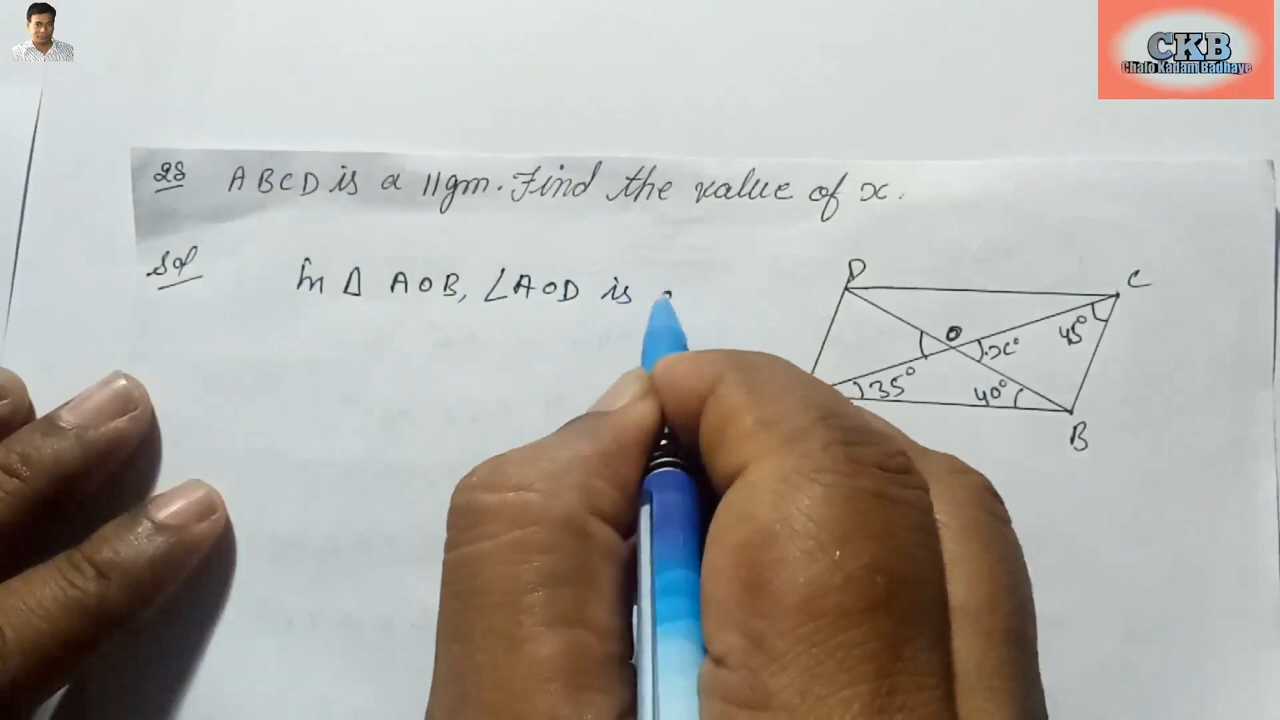 CKB
Chalo Kadam Badhaye
28 ABCD is a 11gm. Find the value of x.
Sol In Δ AOB, ∠AOD is
D
C
O
x°
45°
35°
40°
B